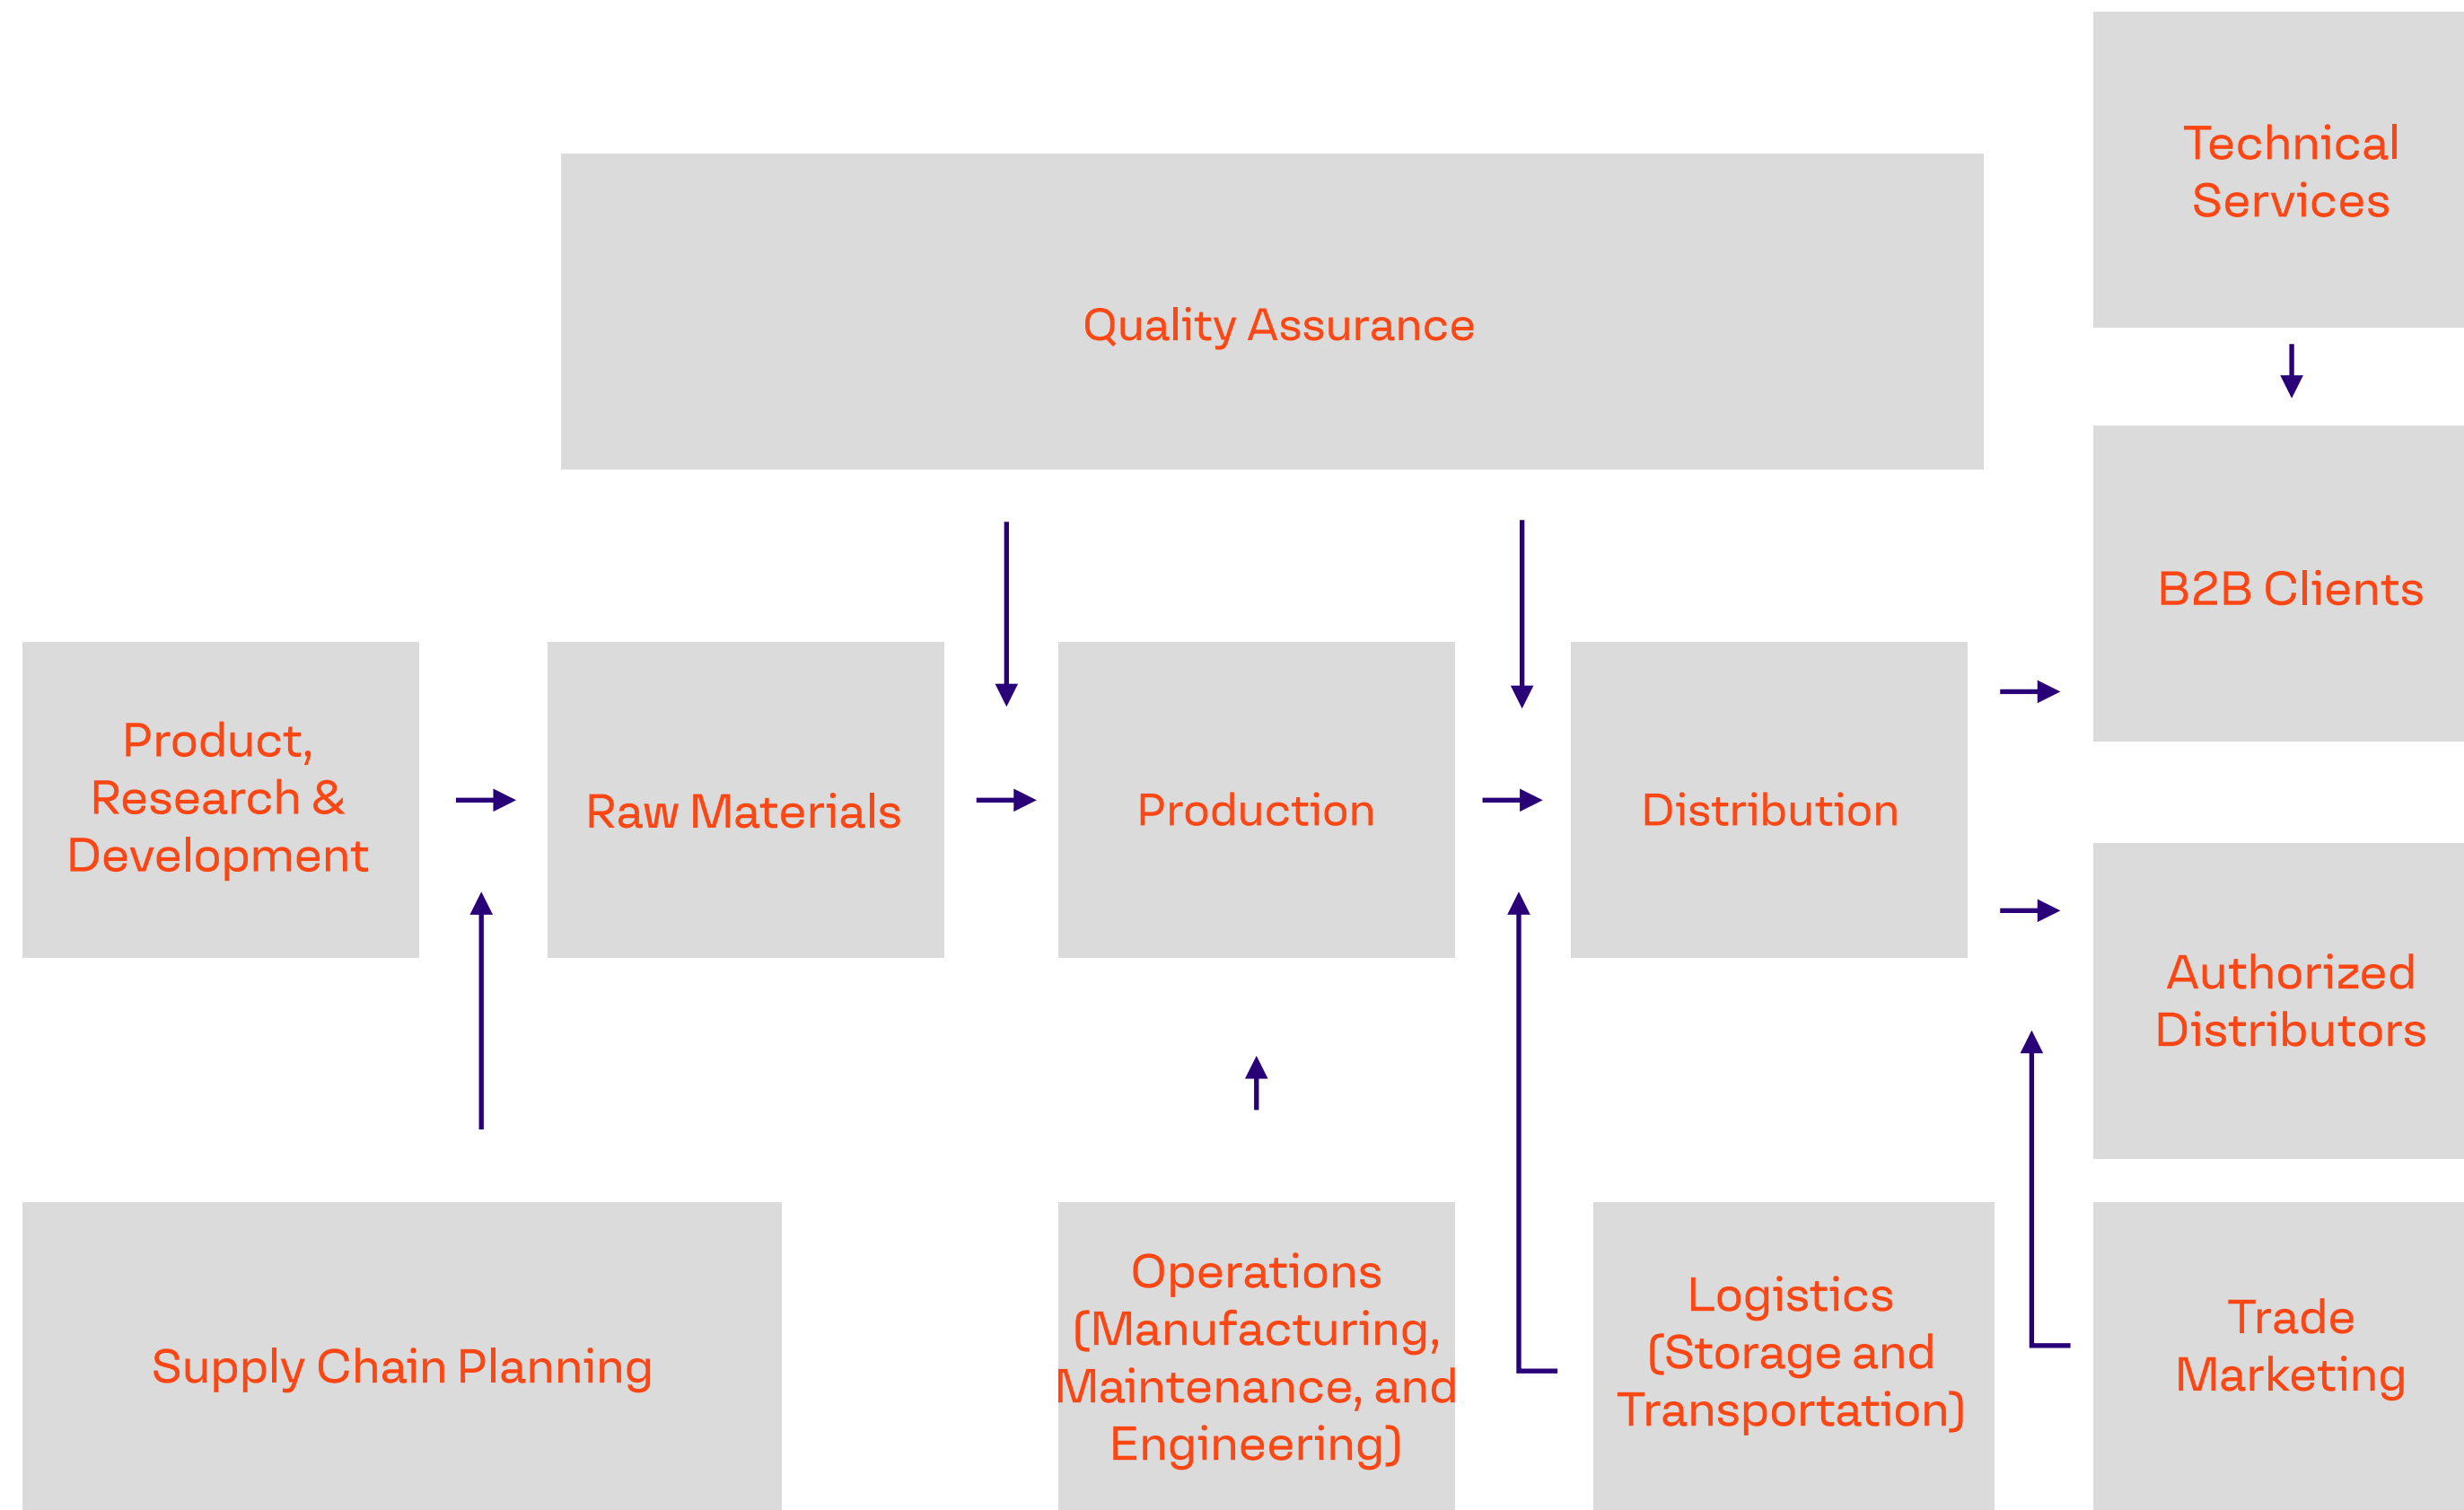 Technical
Services
Quality Assurance
B2B Clients
Product,
Research &
Development
Raw Materials
Production
Distribution
Authorized
Distributors
Supply Chain Planning
Operations
(Manufacturing,
Maintenance, and
Engineering)
Logistics
(Storage and
Transportation)
Trade
Marketing